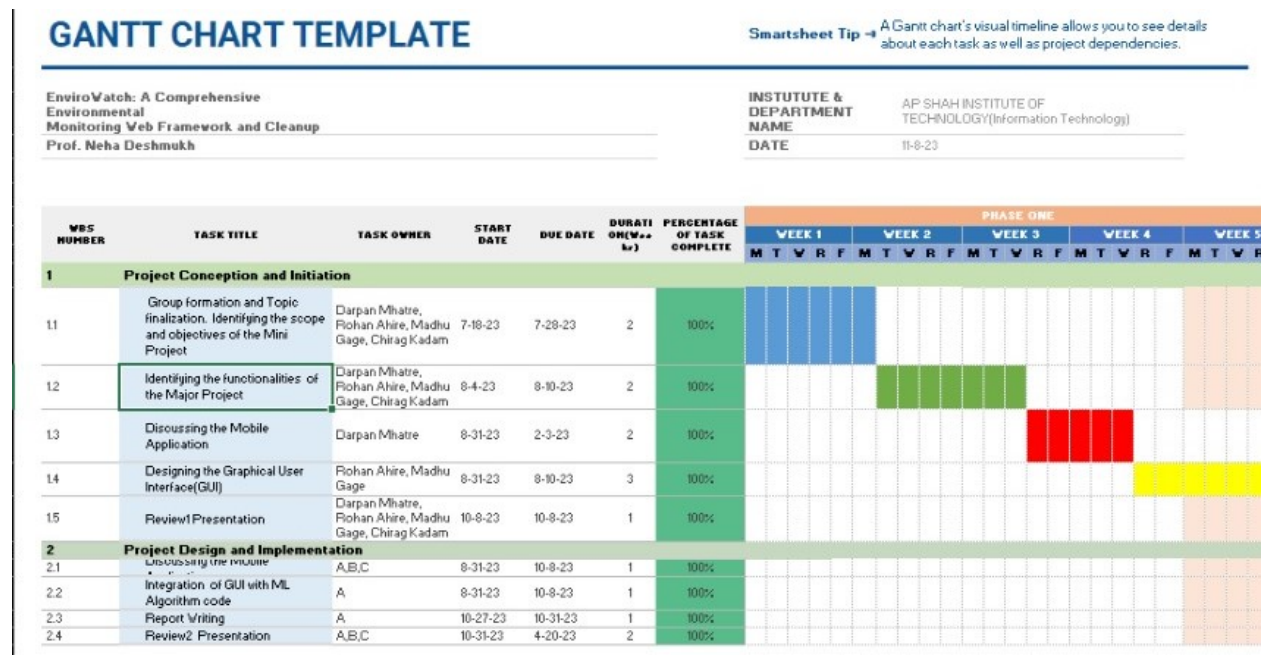 GANTT CHART TEMPLATE
Smartsheet Tip → A Gantt chart's visual timeline allows you to see details
about each task as well as project dependencies.
EnviroWatch: A Comprehensive
Environmental
Monitoring Web Framework and Cleanup
Prof. Neha Deshmukh
INSTUTUTE &
DEPARTMENT
NAME
AP SHAH INSTITUTE OF
TECHNOLOGY(Information Technology)
DATE
11-8-23
WBS
NUMBER
TASK TITLE
TASK OWNER
START
DATE
DUE DATE
DURATI
ON(Wee
ks)
PERCENTAGE
OF TASK
COMPLETE
PHASE ONE
WEEK 1 WEEK 2 WEEK 3 WEEK 4 WEEK 5
M T W R F M T W R F M T W R F M T W R F M T W R
1 Project Conception and Initiation
1.1
Group formation and Topic
finalization. Identifying the scope
and objectives of the Mini
Project
Darpan Mhatre,
Rohan Ahire, Madhu
Gage, Chirag Kadam
7-18-23 7-28-23 2 100%
1.2
Identifying the functionalities of
the Major Project
Darpan Mhatre,
Rohan Ahire, Madhu
Gage, Chirag Kadam
8-4-23 8-10-23 2 100%
1.3
Discussing the Mobile
Application
Darpan Mhatre
8-31-23 2-3-23 2 100%
1.4
Designing the Graphical User
Interface(GUI)
Rohan Ahire, Madhu
Gage
8-31-23 8-10-23 3 100%
1.5
Review1 Presentation
Darpan Mhatre,
Rohan Ahire, Madhu
Gage, Chirag Kadam
10-8-23 10-8-23 1 100%
2 Project Design and Implementation
2.1 Discussing the Mobile A,B,C 8-31-23 10-8-23 1 100%
2.2
Integration of GUI with ML
Algorithm code
A 8-31-23 10-8-23 1 100%
2.3 Report Writing A 10-27-23 10-31-23 1 100%
2.4 Review2 Presentation A,B,C 10-31-23 4-20-23 2 100%